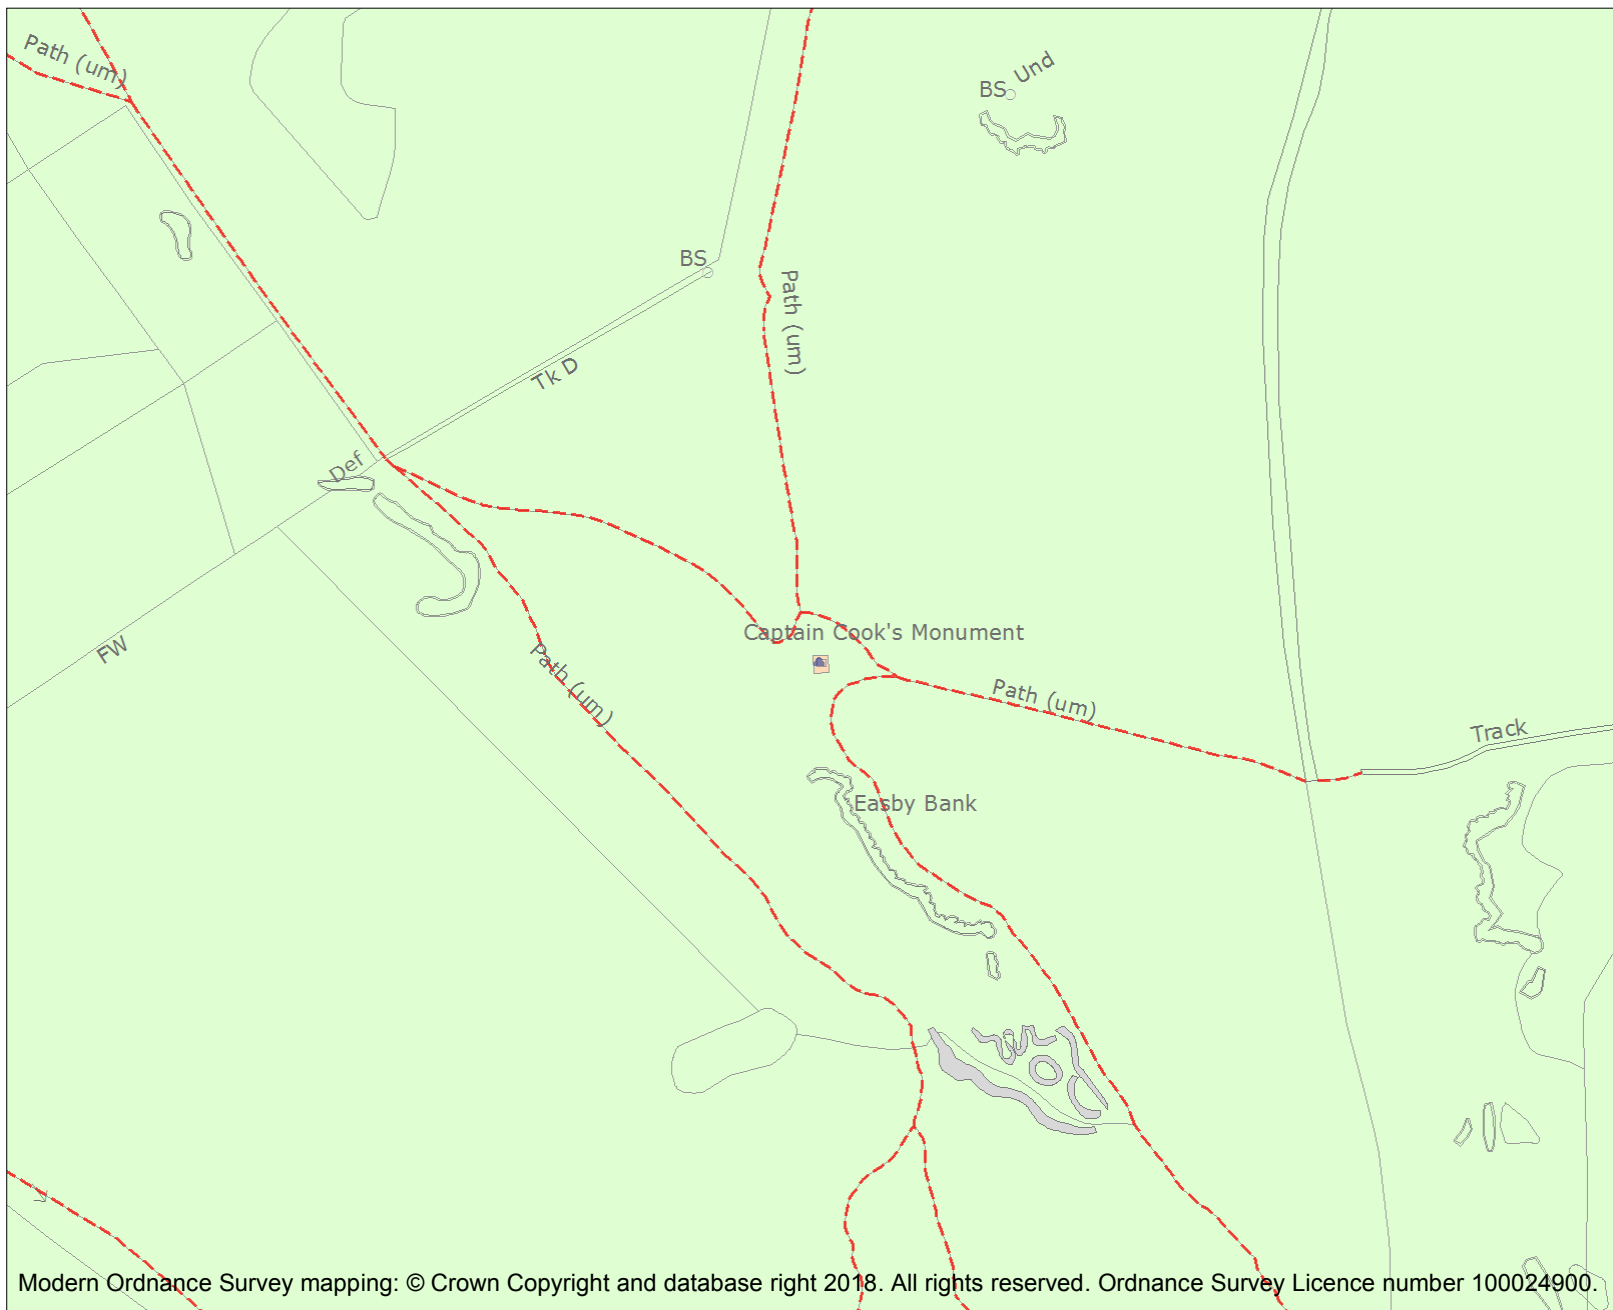 Path (um)
BS
Und
BS
Path (um)
Tk D
Def
Captain Cook's Monument
FW
Path (um)
Path (um)
Track
Easby Bank
Modern Ordnance Survey mapping: © Crown Copyright and database right 2018. All rights reserved. Ordnance Survey Licence number 100024900.